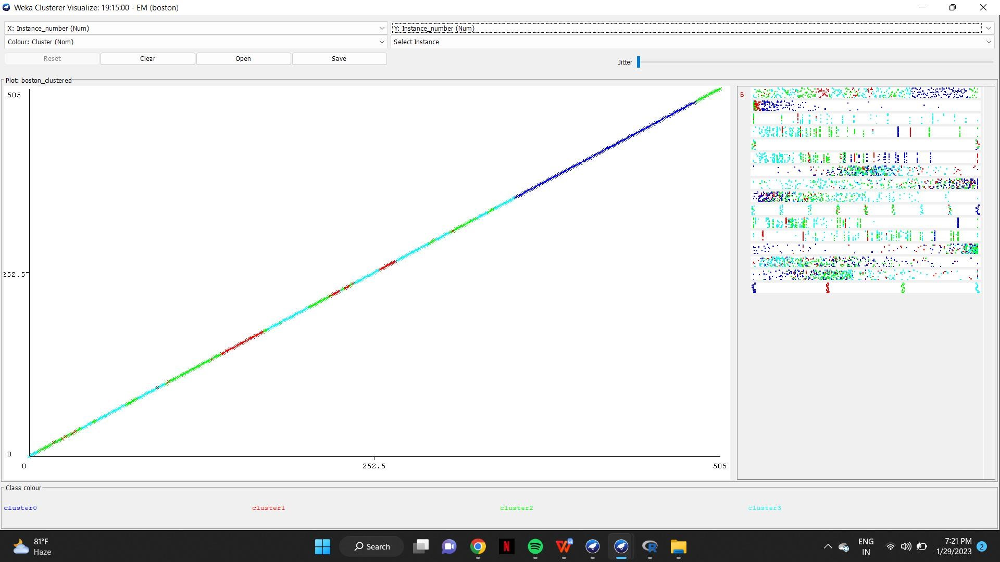 Weka Clusterer Visualize: 19:15:00 - EM (boston)
X: Instance_number (Num)
Y: Instance_number (Num)
Colour: Cluster (Nom)
Select Instance
Reset
Clear
Open
Save
Jitter
Plot: boston_clustered
505
252.5
0
0
252.5
505
B
Class colour
cluster0
cluster1
cluster2
cluster3
81°F
Haze
Search
ENG
IN
7:21 PM
1/29/2023
2